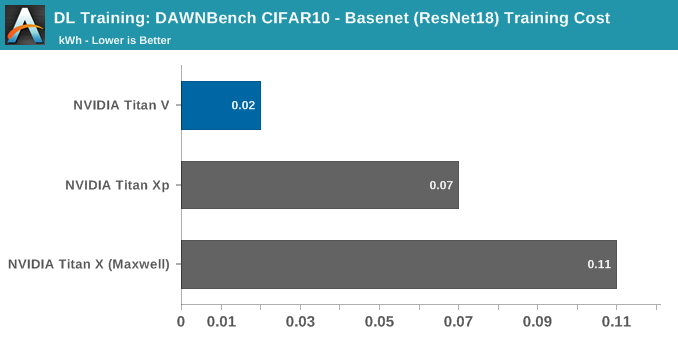 DL Training: DAWNBench CIFAR10 - Basenet (ResNet18) Training Cost
kWh - Lower is Better
NVIDIA Titan V
0.02
NVIDIA Titan Xp
0.07
NVIDIA Titan X (Maxwell)
0.11
0 0.01 0.03 0.05 0.07 0.09 0.11